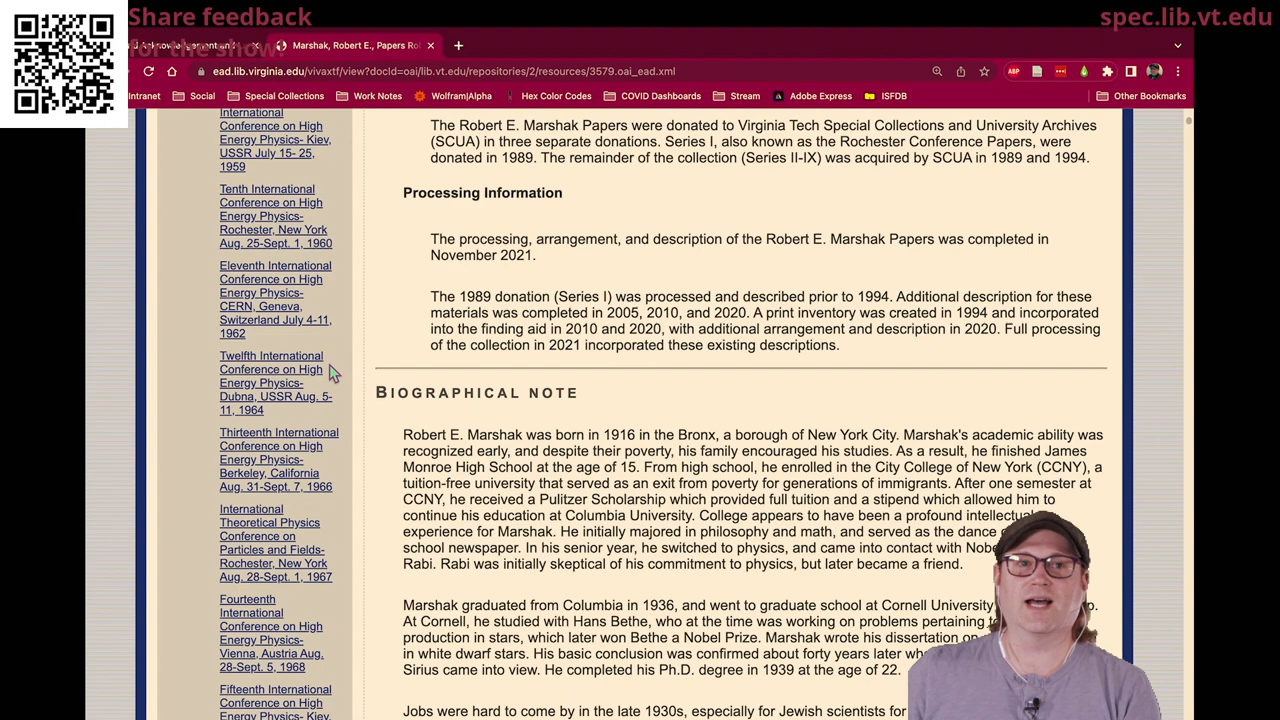 Share feedback
for the show!
spec.lib.vt.edu
Marshak, Robert E., Papers Ro
ead.lib.virginia.edu/vivaxtf/view?docId=oai/lib.vt.edu/repositories/2/resources/3579.oai_ead.xml
ABP
Intranet
Social
Special Collections
Work Notes
Wolfram|Alpha
Hex Color Codes
COVID Dashboards
Stream
Adobe Express
ISFDB
Other Bookmarks
International
Conference on High
Energy Physics- Kiev,
USSR July 15- 25,
1959
Tenth International
Conference on High
Energy Physics-
Rochester, New York
Aug. 25-Sept. 1, 1960
Eleventh International
Conference on High
Energy Physics-
CERN, Geneva,
Switzerland July 4-11,
1962
Twelfth International
Conference on High
Energy Physics-
Dubna, USSR Aug. 5-
11, 1964
Thirteenth International
Conference on High
Energy Physics-
Berkeley, California
Aug. 31-Sept. 7, 1966
International
Theoretical Physics
Conference on
Particles and Fields-
Rochester, New York
Aug. 28-Sept. 1, 1967
Fourteenth
International
Conference on High
Energy Physics-
Vienna, Austria Aug.
28-Sept. 5, 1968
Fifteenth International
Conference on High
Energy Physics- Kiev,
The Robert E. Marshak Papers were donated to Virginia Tech Special Collections and University Archives
(SCUA) in three separate donations. Series I, also known as the Rochester Conference Papers, were
donated in 1989. The remainder of the collection (Series II-IX) was acquired by SCUA in 1989 and 1994.
Processing Information
The processing, arrangement, and description of the Robert E. Marshak Papers was completed in
November 2021.
The 1989 donation (Series I) was processed and described prior to 1994. Additional description for these
materials was completed in 2005, 2010, and 2020. A print inventory was created in 1994 and incorporated
into the finding aid in 2010 and 2020, with additional arrangement and description in 2020. Full processing
of the collection in 2021 incorporated these existing descriptions.
BIOGRAPHICAL NOTE
Robert E. Marshak was born in 1916 in the Bronx, a borough of New York City. Marshak's academic ability was
recognized early, and despite their poverty, his family encouraged his studies. As a result, he finished James
Monroe High School at the age of 15. From high school, he enrolled in the City College of New York (CCNY), a
tuition-free university that served as an exit from poverty for generations of immigrants. After one semester at
CCNY, he received a Pulitzer Scholarship which provided full tuition and a stipend which allowed him to
continue his education at Columbia University. College appears to have been a profound intellectual
experience for Marshak. He initially majored in philosophy and math, and served as the dance
school newspaper. In his senior year, he switched to physics, and came into contact with
Rabi. Rabi was initially skeptical of his commitment to physics, but later became a friend.
Marshak graduated from Columbia in 1936, and went to graduate school at Cornell University
At Cornell, he studied with Hans Bethe, who at the time was working on problems pertaining
production in stars, which later won Bethe a Nobel Prize. Marshak wrote his dissertation on
in white dwarf stars. His basic conclusion was confirmed about forty years later
Sirius came into view. He completed his Ph.D. degree in 1939 at the age of 22.
Jobs were hard to come by in the late 1930s, especially for Jewish scientists for